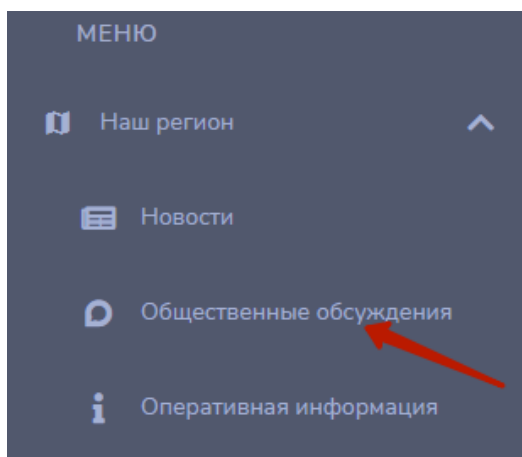 МЕНЮ
Наш регион
Новости
Общественные обсуждения
Оперативная информация